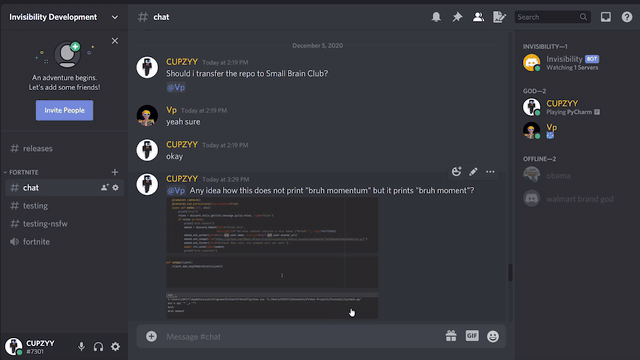 Invisibility Development
# chat
Search
An adventure begins.
Let's add some friends!
Invite People
# releases
FORTNITE
# chat
# testing
# testing-nsfw
fortnite
CUPZYY
#7301
December 5, 2020
CUPZYY Today at 2:19 PM
Should i transfer the repo to Small Brain Club?
@Vp
Vp Today at 2:19 PM
yeah sure
CUPZYY Today at 2:19 PM
okay
CUPZYY Today at 3:29 PM
@Vp Any idea how this does not print "bruh momentum" but it prints "bruh moment"?
Message #chat
GIF
INVISIBILITY—1
Invisibility BOT
Watching 1 Servers
GOD—2
CUPZYY
Playing PyCharm
Vp
OFFLINE—2
obama
walmart brand god